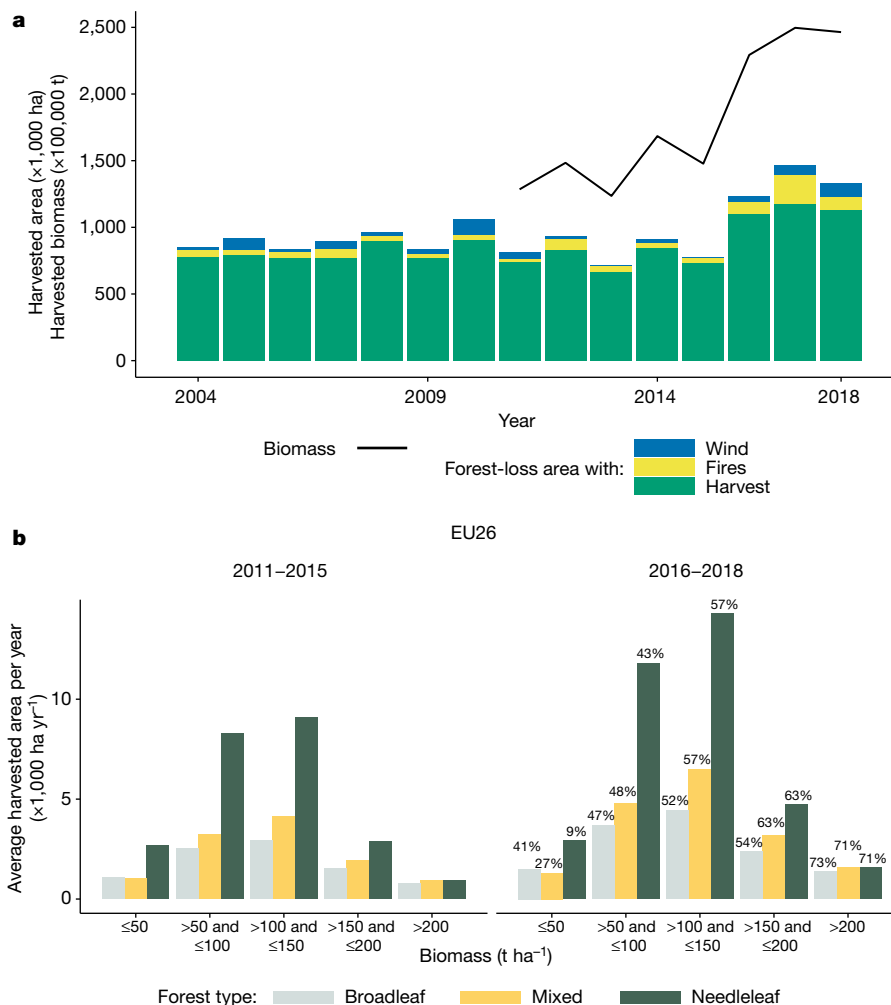 a
Harvested area (×1,000 ha)
Harvested biomass (×100,000 t)
2,500
2,000
1,500
1,000
500
0
2004
2009
2014
2018
Year
Biomass
Forest-loss area with:
Wind
Fires
Harvest
b
EU26
2011–2015
2016–2018
Average harvested area per year
(×1,000 ha yr⁻¹)
10
5
0
41%
27%
9%
47%
48%
43%
52%
57%
57%
54%
63%
63%
73%
71%
71%
≤50
>50 and
≤100
>100 and
≤150
>150 and
≤200
>200
≤50
>50 and
≤100
>100 and
≤150
>150 and
≤200
>200
Biomass (t ha⁻¹)
Forest type:
Broadleaf
Mixed
Needleleaf